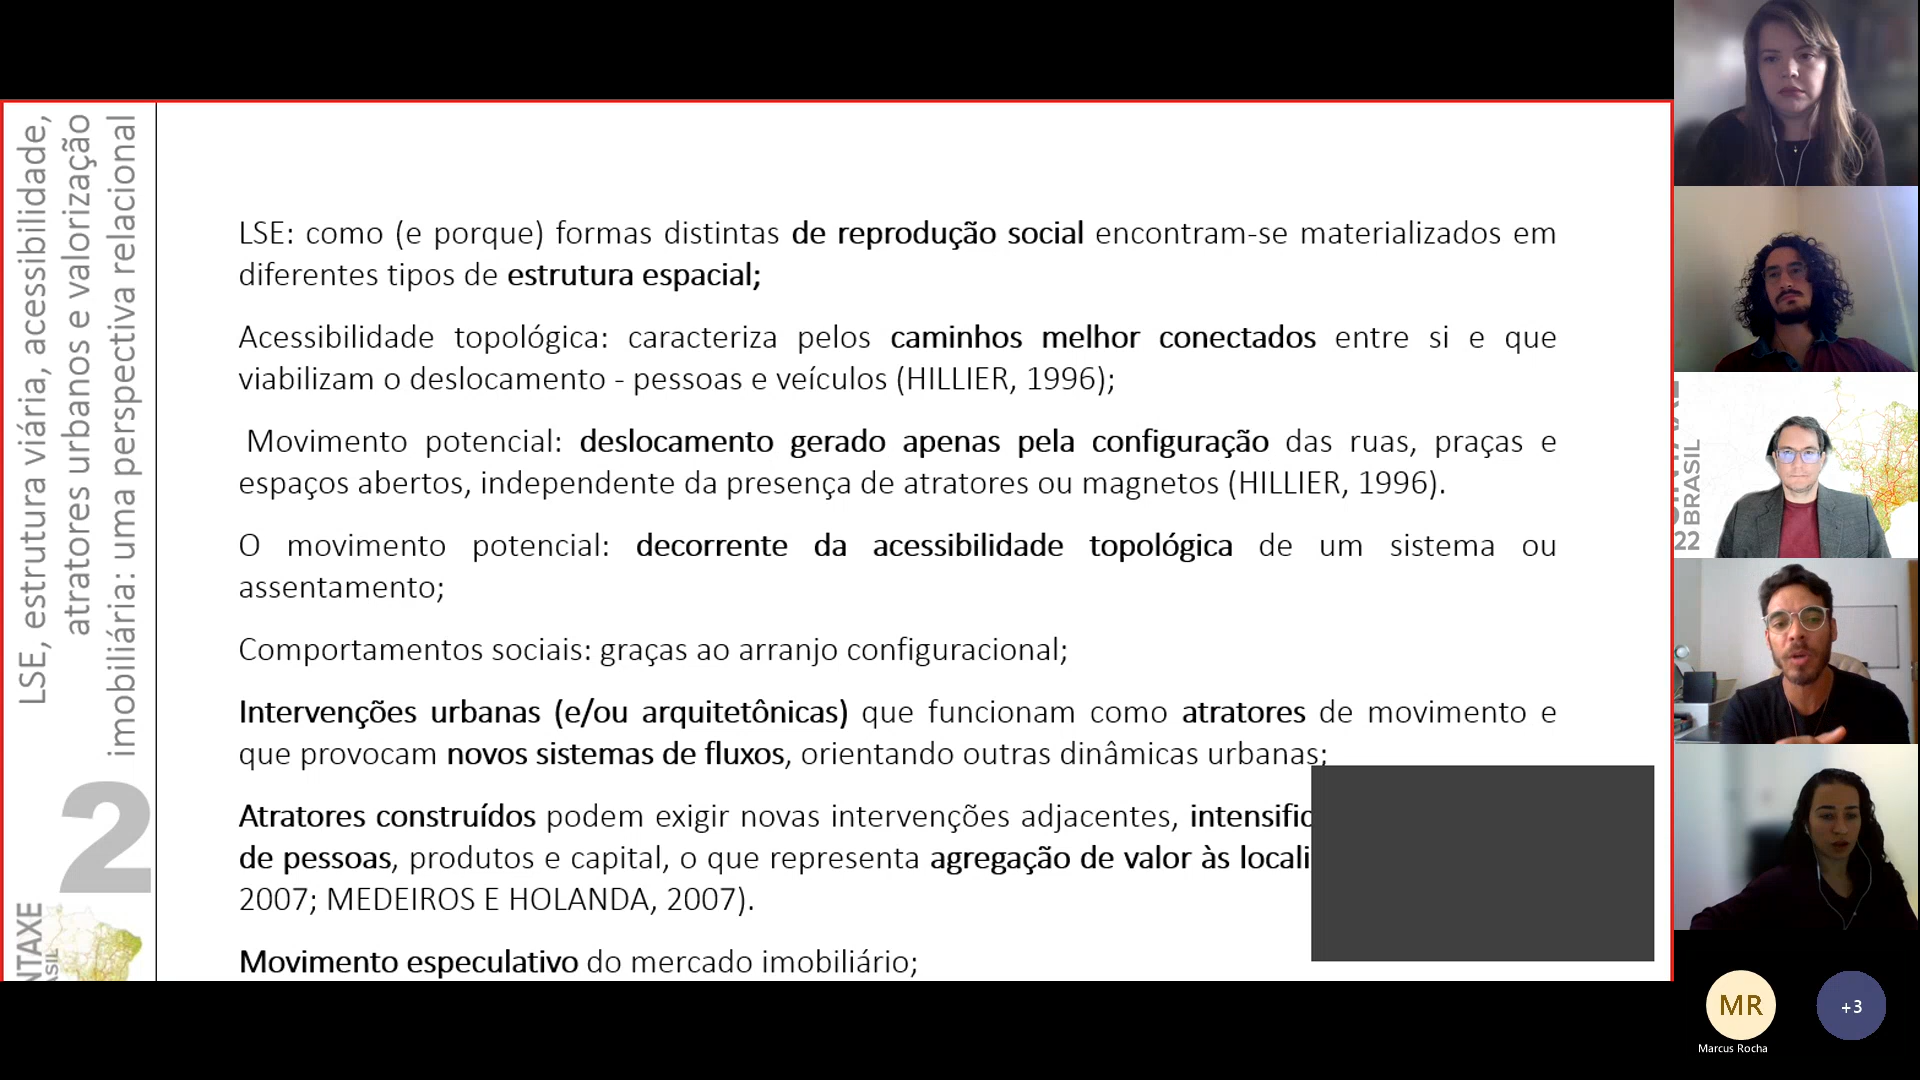 LSE, estrutura viária, acessibilidade,
atratores urbanos e valorização
imobiliária: uma perspectiva relacional
2
LSE: como (e porque) formas distintas de reprodução social encontram-se materializados em
diferentes tipos de estrutura espacial;
Acessibilidade topológica: caracteriza pelos caminhos melhor conectados entre si e que
viabilizam o deslocamento - pessoas e veículos (HILLIER, 1996);
Movimento potencial: deslocamento gerado apenas pela configuração das ruas, praças e
espaços abertos, independente da presença de atratores ou magnetos (HILLIER, 1996).
O movimento potencial: decorrente da acessibilidade topológica de um sistema ou
assentamento;
Comportamentos sociais: graças ao arranjo configuracional;
Intervenções urbanas (e/ou arquitetônicas) que funcionam como atratores de movimento e
que provocam novos sistemas de fluxos, orientando outras dinâmicas urbanas;
Atratores construídos podem exigir novas intervenções adjacentes,
de pessoas, produtos e capital, o que representa agregação de valor às
2007; MEDEIROS E HOLANDA, 2007).
Movimento especulativo do mercado imobiliário;
BRASIL
22
MR
Marcus Rocha
+3